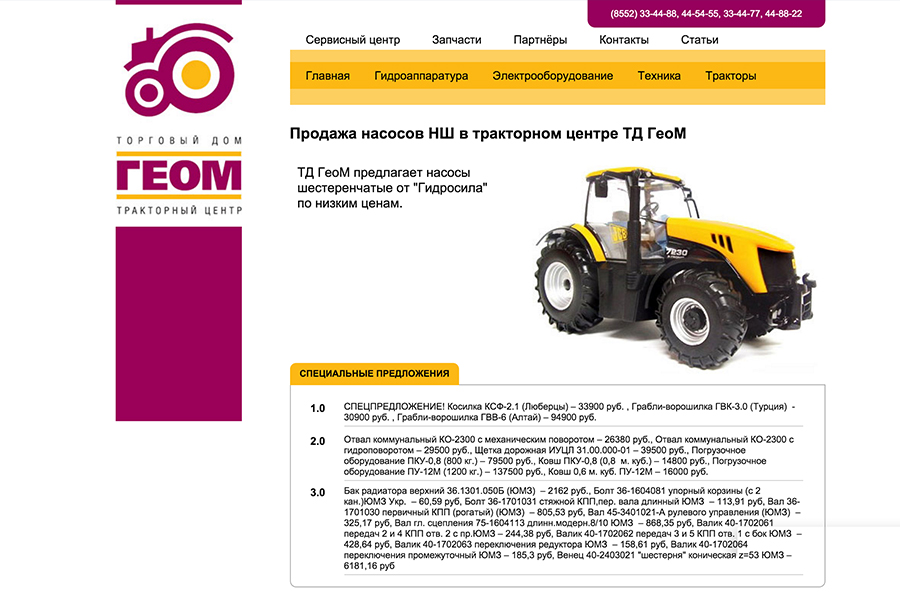 (8552) 33-44-88, 44-54-55, 33-44-77, 44-88-22
Сервисный центр Запчасти Партнёры Контакты Статьи
Главная Гидроаппаратура Электрооборудование Техника Тракторы
ТОРГОВЫЙ ДОМ
ГЕОМ
ТРАКТОРНЫЙ ЦЕНТР
Продажа насосов НШ в тракторном центре ТД ГеоМ
ТД ГеоМ предлагает насосы
шестеренчатые от "Гидросила"
по низким ценам.
JCB
7230
СПЕЦИАЛЬНЫЕ ПРЕДЛОЖЕНИЯ
1.0 СПЕЦПРЕДЛОЖЕНИЕ! Косилка КСФ-2.1 (Люберцы) – 33900 руб. , Грабли-ворошилка ГВК-3.0 (Турция) -
30900 руб. , Грабли-ворошилка ГВВ-6 (Алтай) – 94900 руб.
2.0 Отвал коммунальный КО-2300 с механическим поворотом – 26380 руб., Отвал коммунальный КО-2300 с
гидроповоротом – 29500 руб., Щетка дорожная ИУЦЛ 31.00.000-01 – 39500 руб., Погрузочное
оборудование ПКУ-0,8 (800 кг.) – 79500 руб., Ковш ПКУ-0,8 (0,8 м. куб.) – 14800 руб., Погрузочное
оборудование ПУ-12М (1200 кг.) – 137500 руб., Ковш 0,6 м. куб. ПУ-12М – 16000 руб.
3.0 Бак радиатора верхний 36.1301.050Б (ЮМЗ) – 2162 руб., Болт 36-1604081 упорный корзины (с 2
кан.)ЮМЗ Укр. – 60,59 руб, Болт 36-1701031 стяжной КПП,пер. вала длинный ЮМЗ – 113,91 руб, Вал 36-
1701030 первичный КПП (рогатый) (ЮМЗ) – 805,53 руб, Вал 45-3401021-А рулевого управления (ЮМЗ) –
325,17 руб, Вал гл. сцепления 75-1604113 длинн.модерн.8/10 ЮМЗ – 868,35 руб, Валик 40-1702061
передач 2 и 4 КПП отв. 2 с пр.ЮМЗ – 244,38 руб, Валик 40-1702062 передач 3 и 5 КПП отв. 1 с бок ЮМЗ –
428,64 руб, Валик 40-1702063 переключения редуктора ЮМЗ – 158,61 руб, Валик 40-1702064
переключения промежуточный ЮМЗ – 185,3 руб, Венец 40-2403021 "шестерня" коническая z=53 ЮМЗ –
6181,16 руб